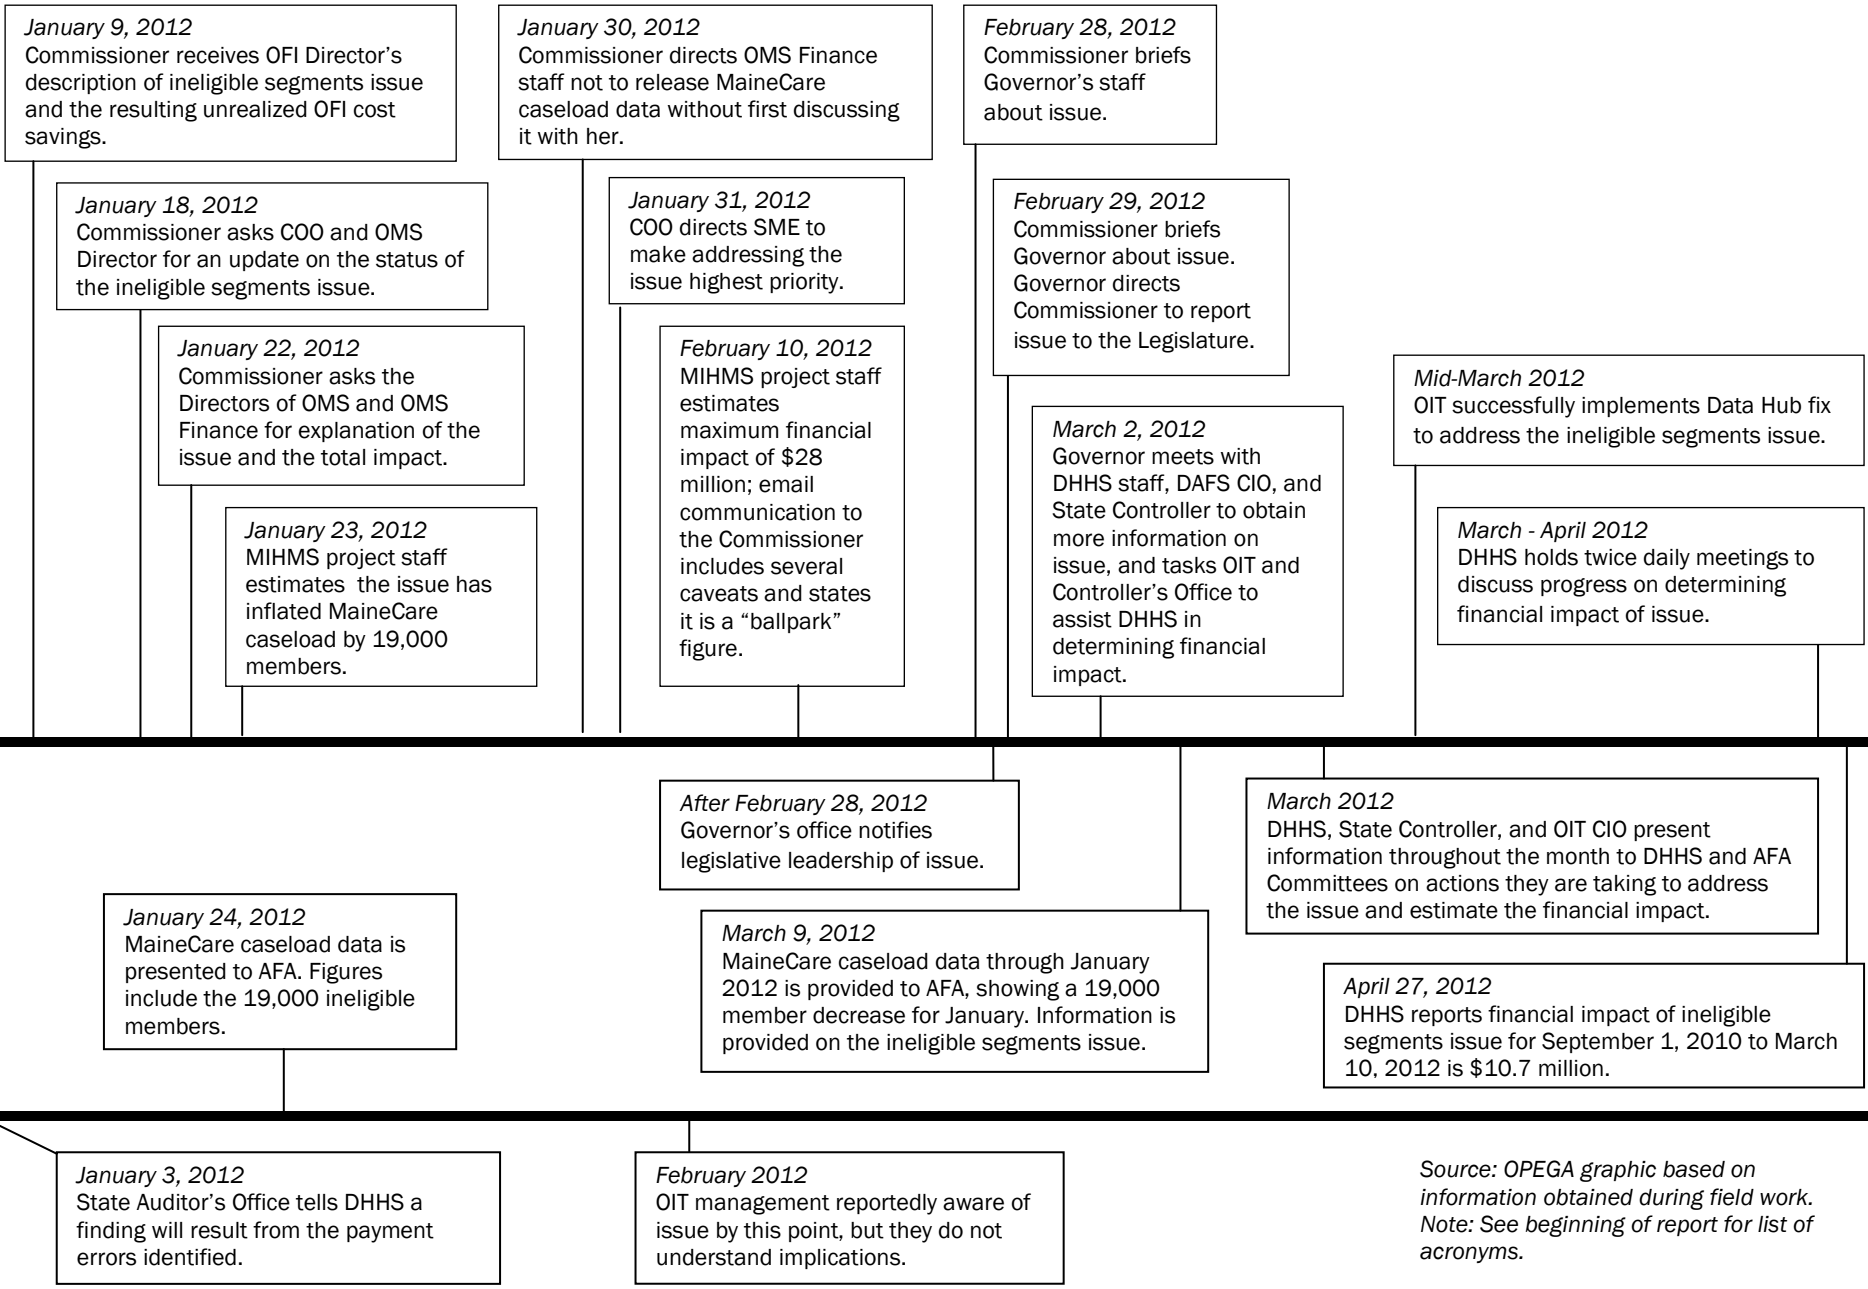 January 9, 2012
Commissioner receives OFI Director’s
description of ineligible segments issue
and the resulting unrealized OFI cost
savings.
January 18, 2012
Commissioner asks COO and OMS
Director for an update on the status of
the ineligible segments issue.
January 22, 2012
Commissioner asks the
Directors of OMS and OMS
Finance for explanation of the
issue and the total impact.
January 23, 2012
MIHMS project staff
estimates  the issue has
inflated MaineCare
caseload by 19,000
members.
January 30, 2012
Commissioner directs OMS Finance
staff not to release MaineCare
caseload data without first discussing
it with her.
January 31, 2012
COO directs SME to
make addressing the
issue highest priority.
February 10, 2012
MIHMS project staff
estimates
maximum financial
impact of $28
million; email
communication to
the Commissioner
includes several
caveats and states
it is a “ballpark”
figure.
February 28, 2012
Commissioner briefs
Governor’s staff
about issue.
February 29, 2012
Commissioner briefs
Governor about issue.
Governor directs
Commissioner to report
issue to the Legislature.
March 2, 2012
Governor meets with
DHHS staff, DAFS CIO, and
State Controller to obtain
more information on
issue, and tasks OIT and
Controller’s Office to
assist DHHS in
determining financial
impact.
Mid-March 2012
OIT successfully implements Data Hub fix
to address the ineligible segments issue.
March - April 2012
DHHS holds twice daily meetings to
discuss progress on determining
financial impact of issue.
After February 28, 2012
Governor’s office notifies
legislative leadership of issue.
January 24, 2012
MaineCare caseload data is
presented to AFA. Figures
include the 19,000 ineligible
members.
March 9, 2012
MaineCare caseload data through January
2012 is provided to AFA, showing a 19,000
member decrease for January. Information is
provided on the ineligible segments issue.
March 2012
DHHS, State Controller, and OIT CIO present
information throughout the month to DHHS and AFA
Committees on actions they are taking to address
the issue and estimate the financial impact.
April 27, 2012
DHHS reports financial impact of ineligible
segments issue for September 1, 2010 to March
10, 2012 is $10.7 million.
January 3, 2012
State Auditor’s Office tells DHHS a
finding will result from the payment
errors identified.
February 2012
OIT management reportedly aware of
issue by this point, but they do not
understand implications.
Source: OPEGA graphic based on
information obtained during field work.
Note: See beginning of report for list of
acronyms.